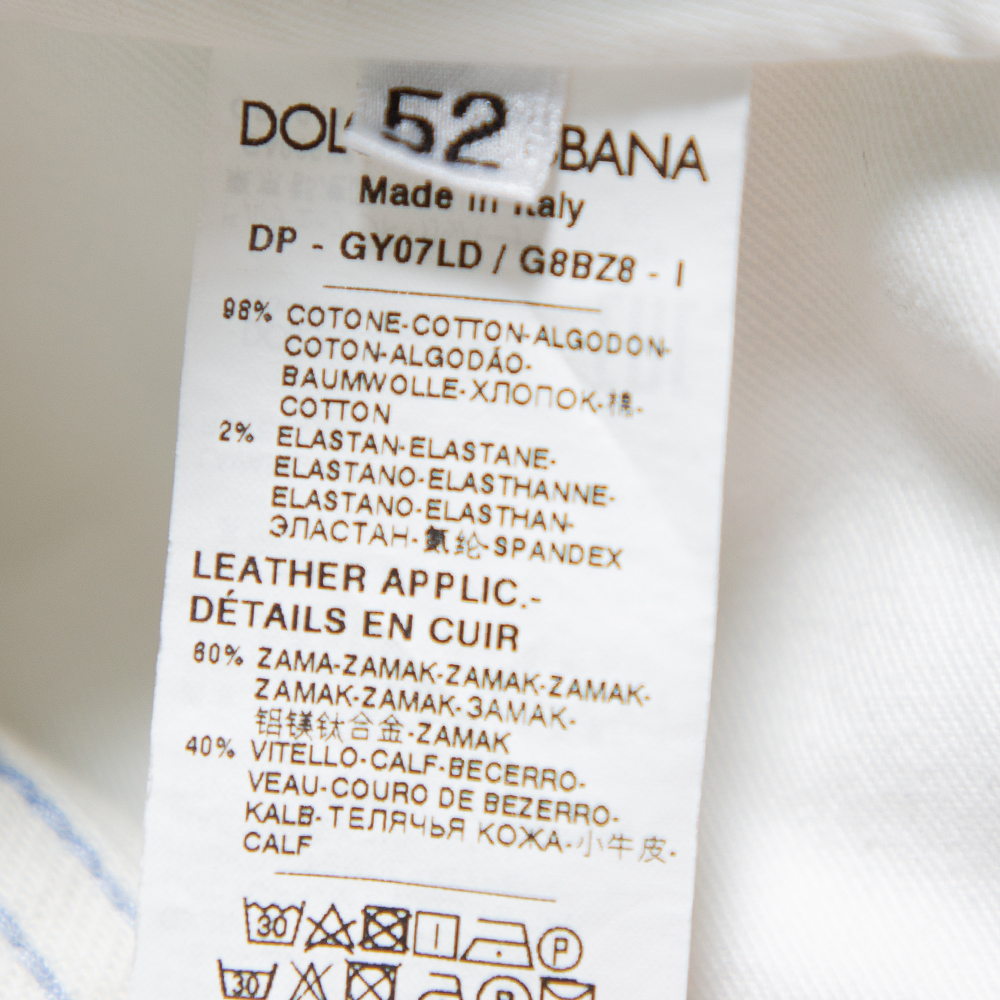 52
DOL BBANA
Made in Italy
DP - GY07LD / G8BZ8 - I
98% COTONE-COTTON-ALGODON-
COTON-ALGODÁO-
BAUMWOLLE-ХЛОПОК-棉-
COTTON
2% ELASTAN-ELASTANE-
ELASTANO-ELASTHANNE-
ELASTANO-ELASTHAN-
ЭЛАСТАН-氨纶-SPANDEX
LEATHER APPLIC.-
DÉTAILS EN CUIR
60% ZAMA-ZAMAK-ZAMAK-ZAMAK-
ZAMAK-ZAMAK-ЗАМАК-
铝镁钛合金-ZAMAK
40% VITELLO-CALF-BECERRO-
VEAU-COURO DE BEZERRO-
KALB-ТЕЛЯЧЬЯ КОЖА-小牛皮-
CALF
30 P
30 P